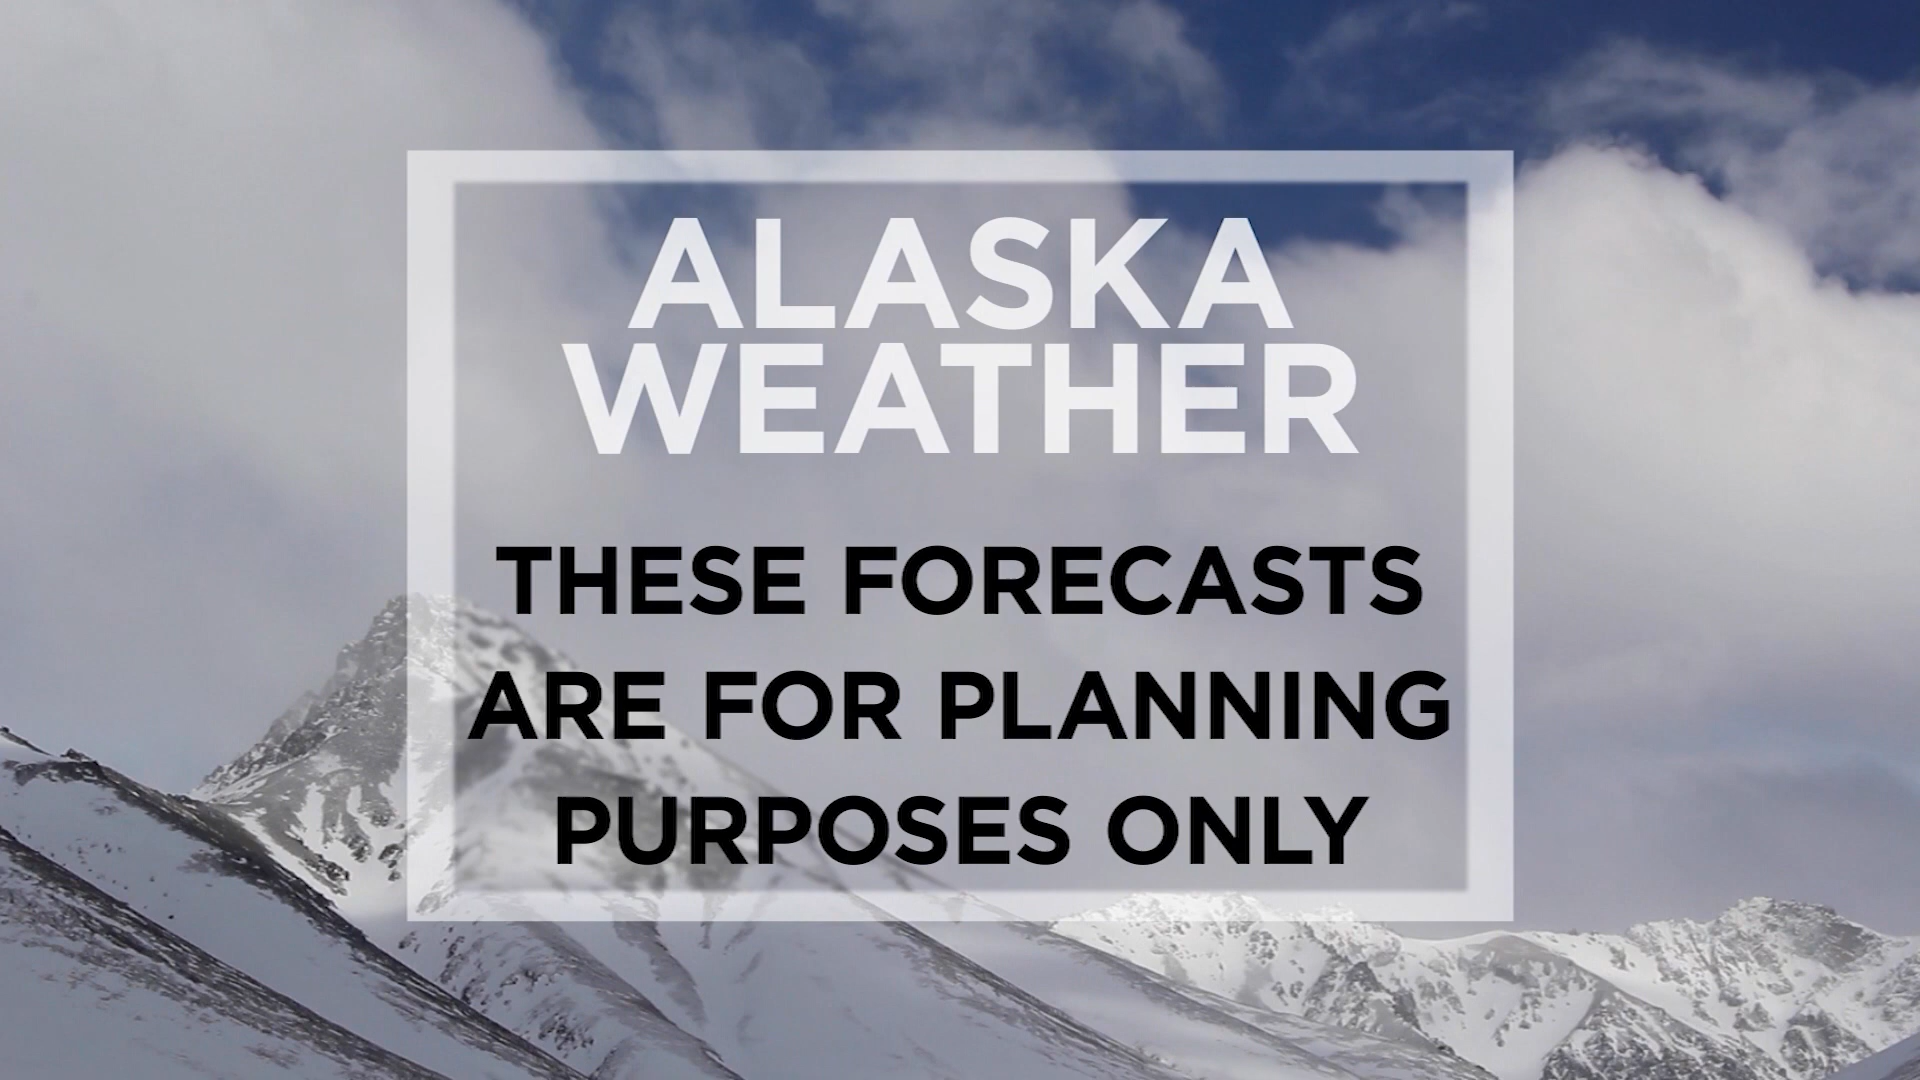 ALASKA
WEATHER
THESE FORECASTS
ARE FOR PLANNING
PURPOSES ONLY